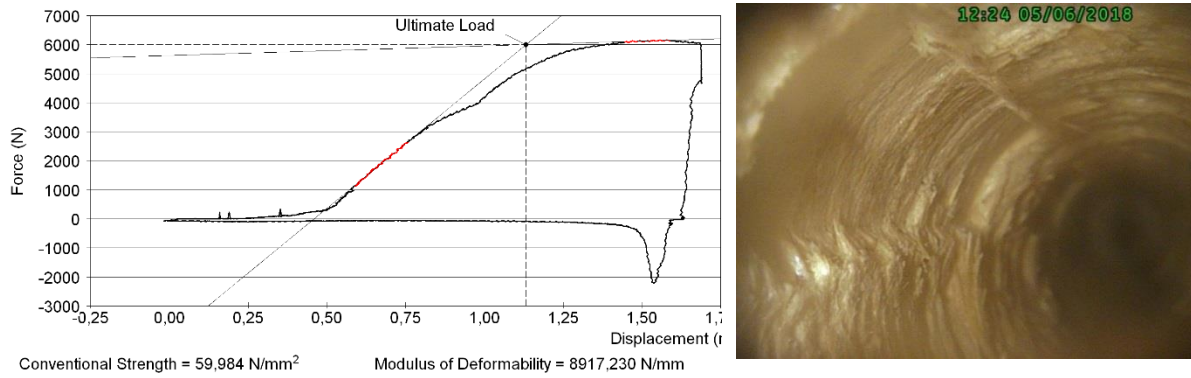 Ultimate Load
7000
6000
5000
4000
3000
2000
1000
0
-1000
-2000
-3000
Force (N)
-0,25 0,00 0,25 0,50 0,75 1,00 1,25 1,50 1,7
Displacement (r
Conventional Strength = 59,984 N/mm² Modulus of Deformability = 8917,230 N/mm
12:24 05/06/2018